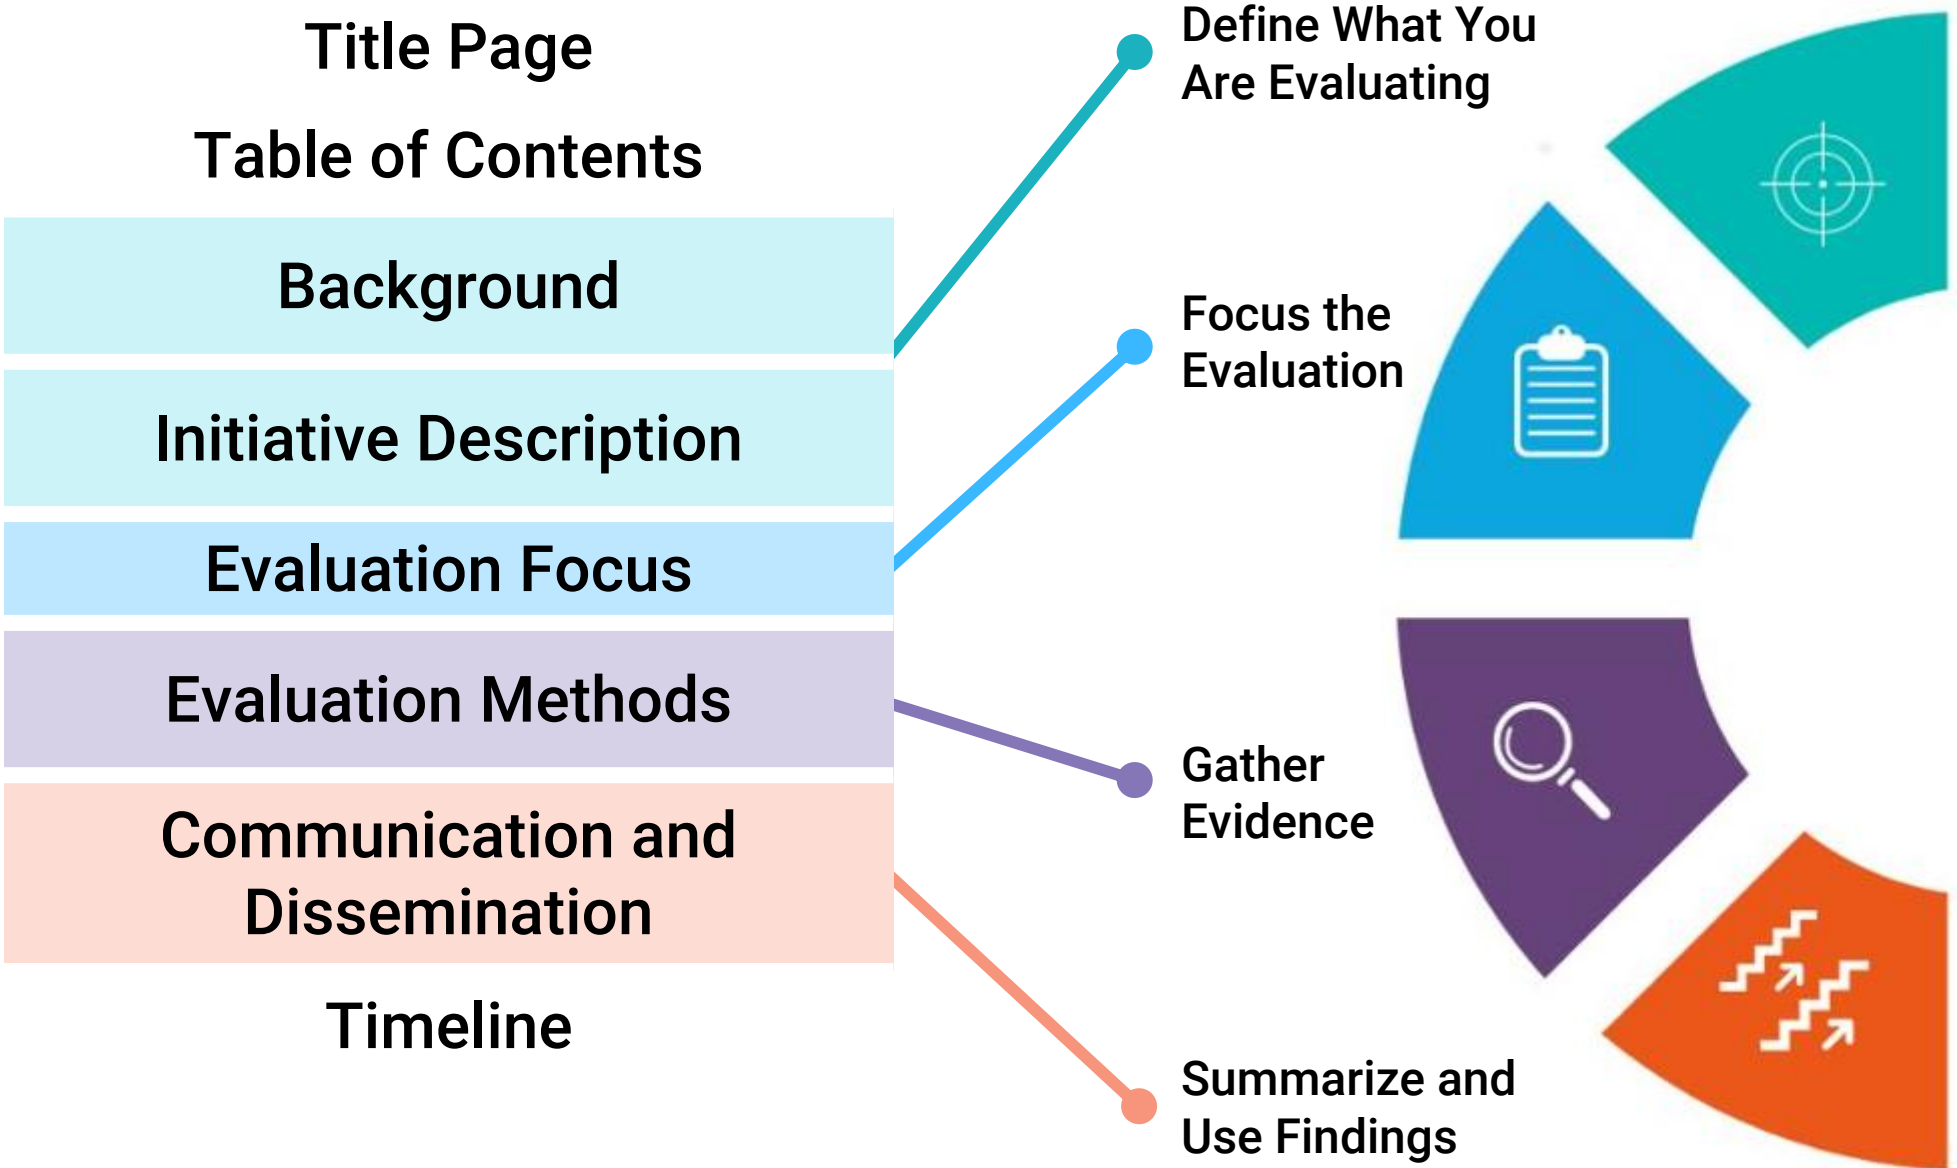 Title Page
Table of Contents
Background
Initiative Description
Evaluation Focus
Evaluation Methods
Communication and
Dissemination
Timeline
Define What You
Are Evaluating
Focus the
Evaluation
Gather
Evidence
Summarize and
Use Findings